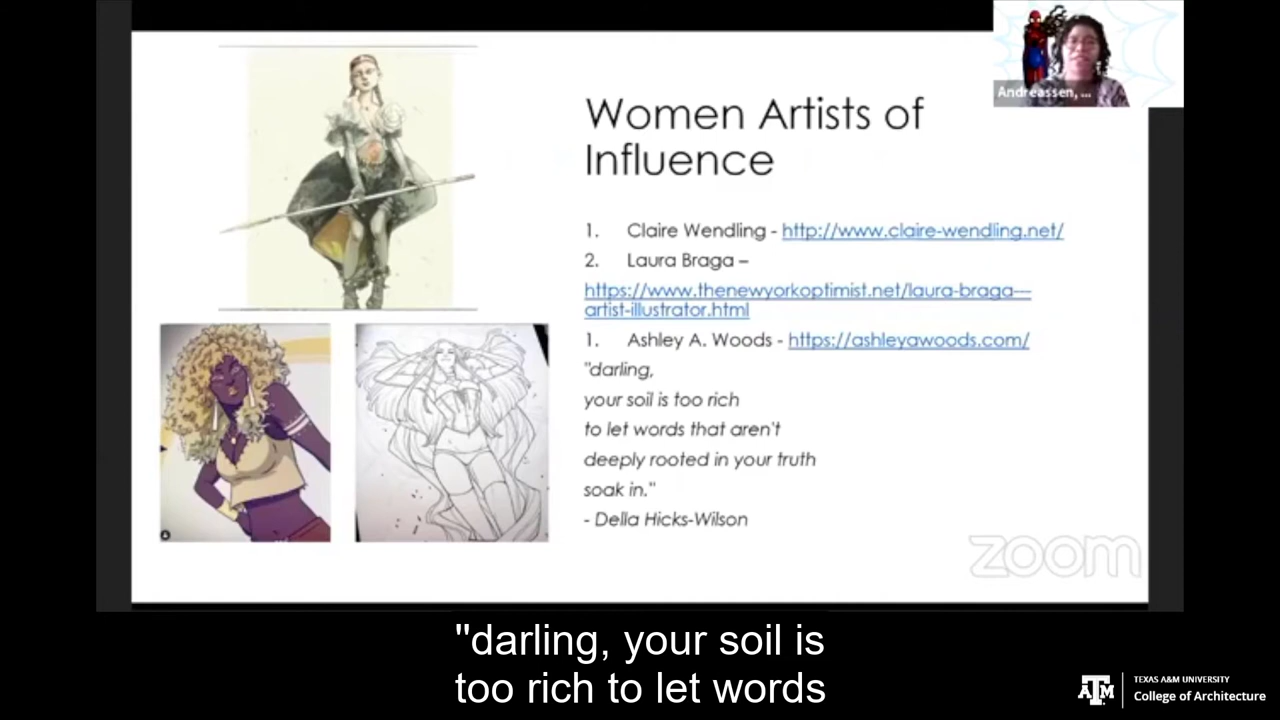 Andreassen, ...
Women Artists of
Influence
1. Claire Wendling - http://www.claire-wendling.net/
2. Laura Braga –
https://www.thenewyorkoptimist.net/laura-braga---
artist-illustrator.html
1. Ashley A. Woods - https://ashleyawoods.com/
"darling,
your soil is too rich
to let words that aren't
deeply rooted in your truth
soak in."
- Della Hicks-Wilson
zoom
"darling, your soil is
too rich to let words
ATM
TEXAS A&M UNIVERSITY
College of Architecture